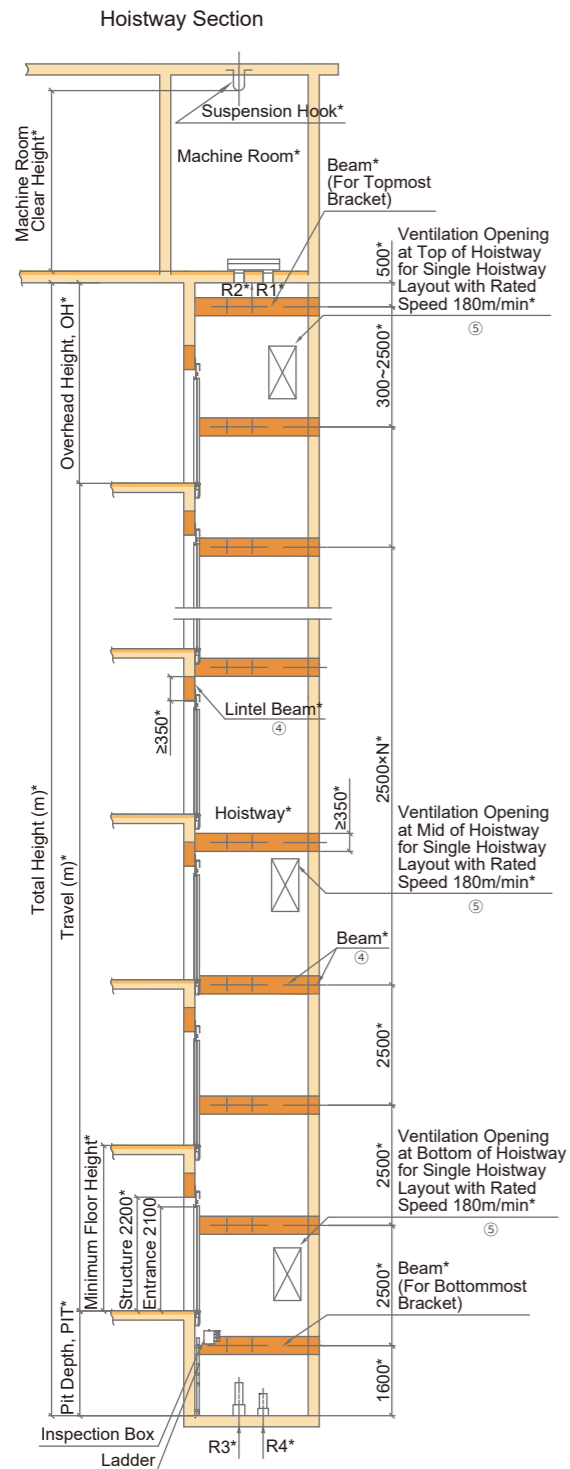 Hoistway Section
Suspension Hook*
Machine Room*
Machine Room
Clear Height*
Beam*
(For Topmost
Bracket)
Ventilation Opening
at Top of Hoistway
for Single Hoistway
Layout with Rated
Speed 180m/min*
⑤
500*
R2* R1*
Overhead Height, OH*
300~2500*
Lintel Beam*
④
≥350*
2500×N*
Hoistway*
≥350*
Ventilation Opening
at Mid of Hoistway
for Single Hoistway
Layout with Rated
Speed 180m/min*
⑤
Total Height (m)*
Travel (m)*
Beam*
④
2500*
2500*
Ventilation Opening
at Bottom of Hoistway
for Single Hoistway
Layout with Rated
Speed 180m/min*
⑤
Minimum Floor Height*
Structure 2200*
Entrance 2100
2500*
Beam*
(For Bottommost
Bracket)
Pit Depth, PIT*
1600*
Inspection Box
Ladder
R3*
R4*